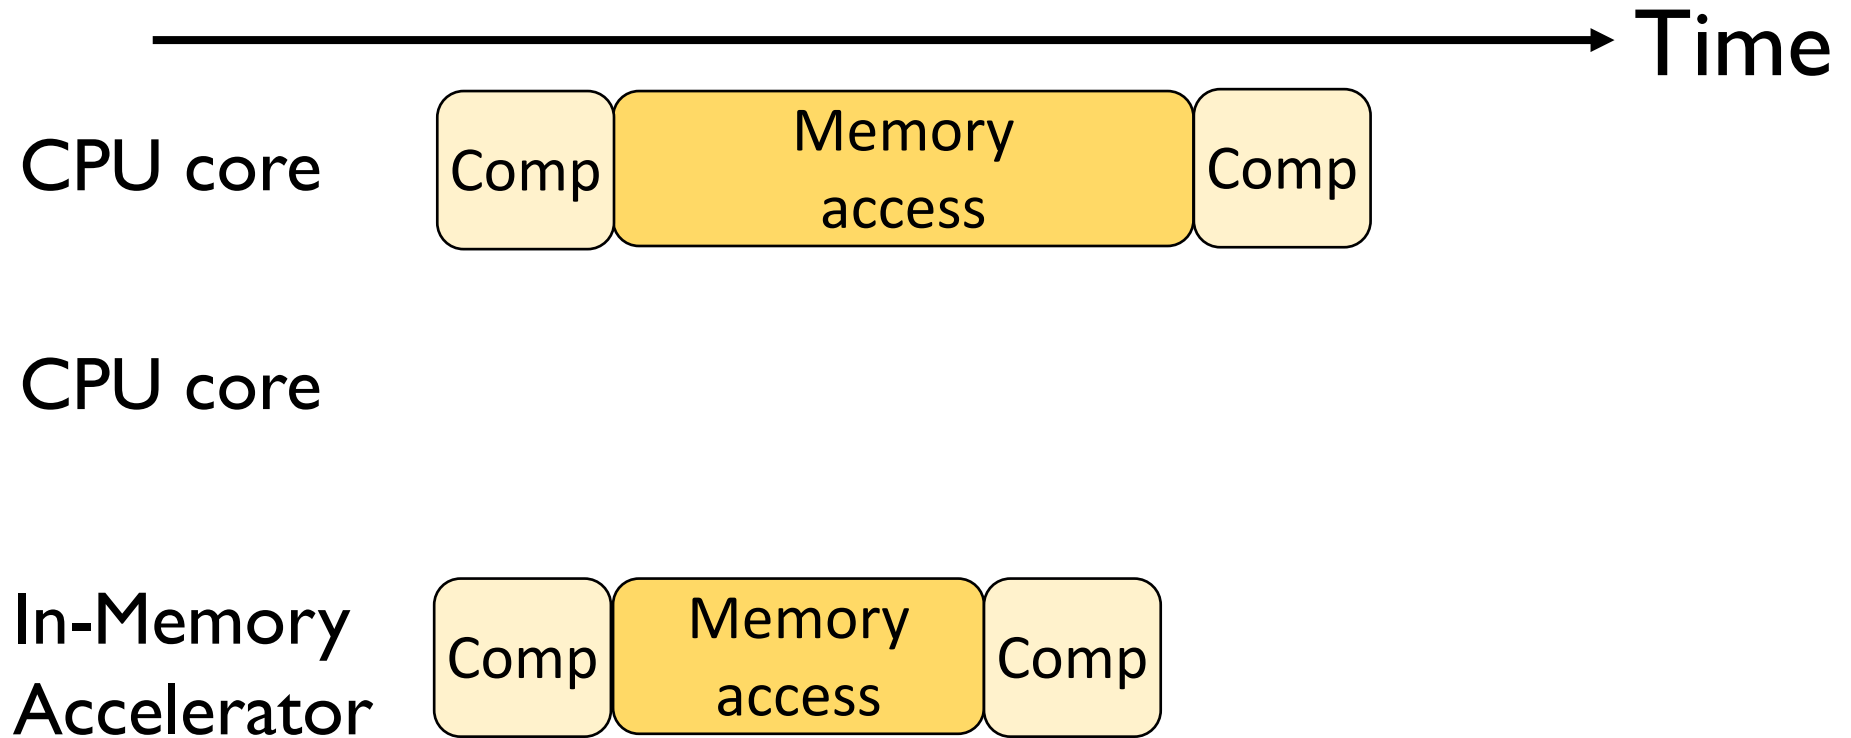 Time
CPU core
Comp
Memory
access
Comp
CPU core
In-Memory
Accelerator
Comp
Memory
access
Comp